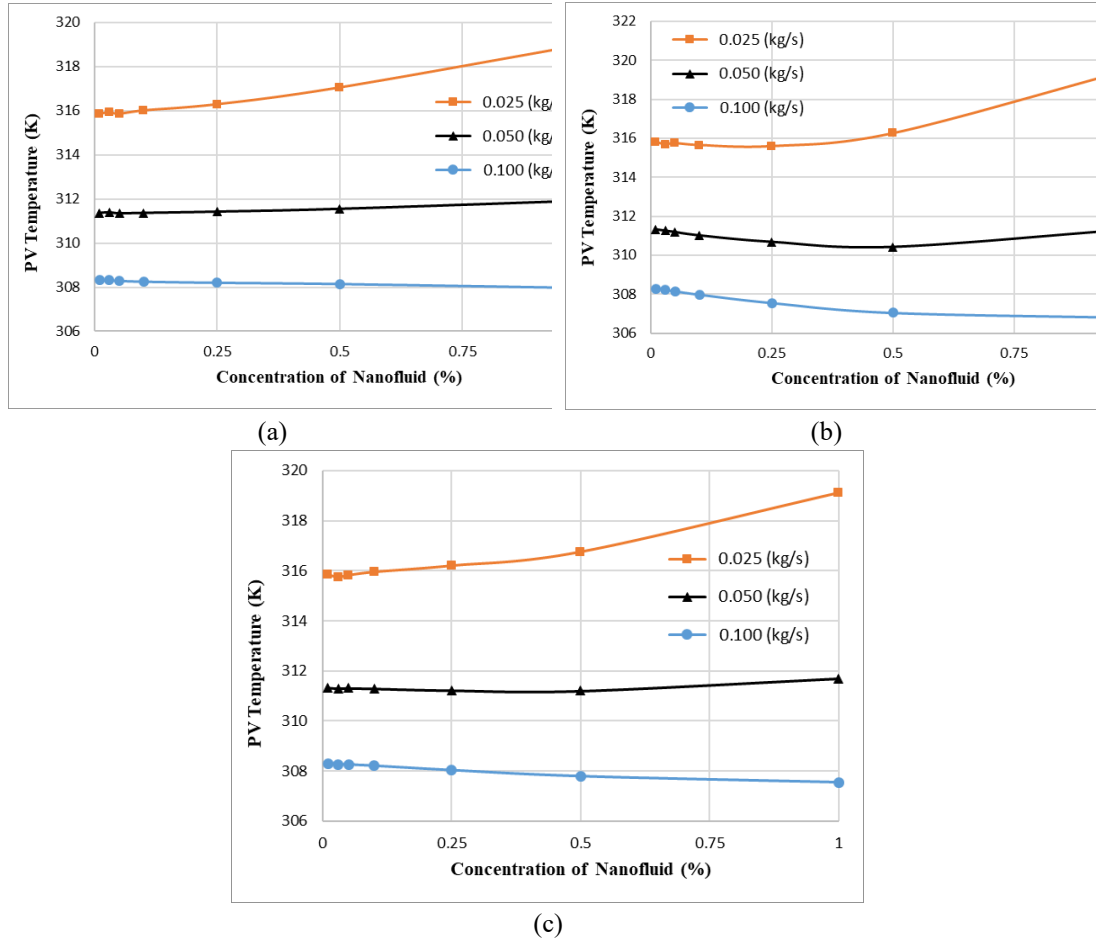 320
318
316
314
312
310
308
306
PV Temperature (K)
0.025 (kg/
0.050 (kg/
0.100 (kg/
0
0.25
0.5
0.75
Concentration of Nanofluid (%)
(a)
322
320
318
316
314
312
310
308
306
PV Temperature (K)
0.025 (kg/s)
0.050 (kg/s)
0.100 (kg/s)
0
0.25
0.5
0.75
Concentration of Nanofluid (%)
(b)
320
318
316
314
312
310
308
306
PV Temperature (K)
0.025 (kg/s)
0.050 (kg/s)
0.100 (kg/s)
0
0.25
0.5
0.75
1
Concentration of Nanofluid (%)
(c)